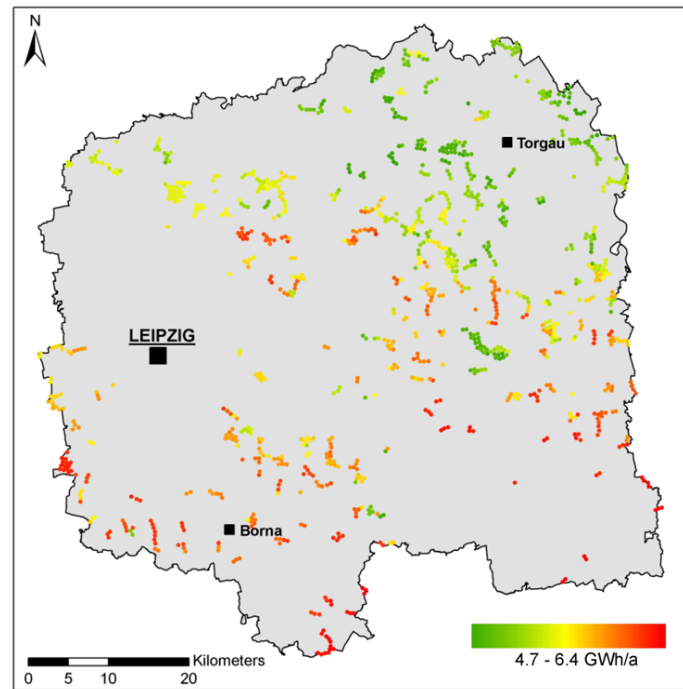 N
Torgau
LEIPZIG
Borna
Kilometers
0 5 10 20
4.7 - 6.4 GWh/a